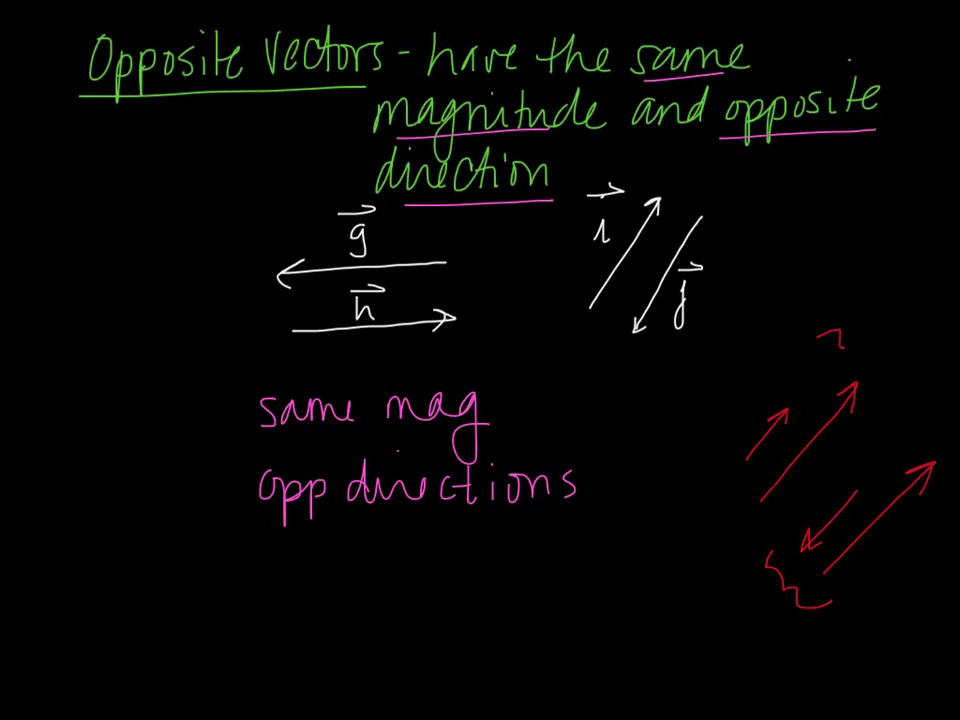 Opposite Vectors - have the same
magnitude and opposite
direction
g
h
i
j
same mag
opp directions